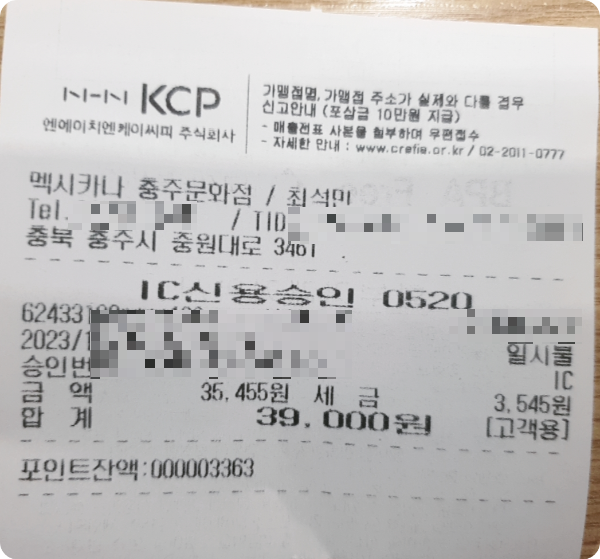 NHN KCP
엔에이치엔케이씨피 주식회사
가맹점명, 가맹점 주소가 실제와 다를 경우
신고안내 (포상금 10만원 지급)
- 매출전표 사본을 첨부하여 우편접수
- 자세한 안내 : www.crefia.or.kr / 02-2011-0777
멕시카나 충주문화점 / 최석민
Tel. / TID
충북 충주시 중원대로 3461
IC신용승인 0520
62433
2023/1
일시불
승인번
IC
금 액 35,455원 세 금 3,545원
합 계 39,000원 [고객용]
포인트잔액:000003363